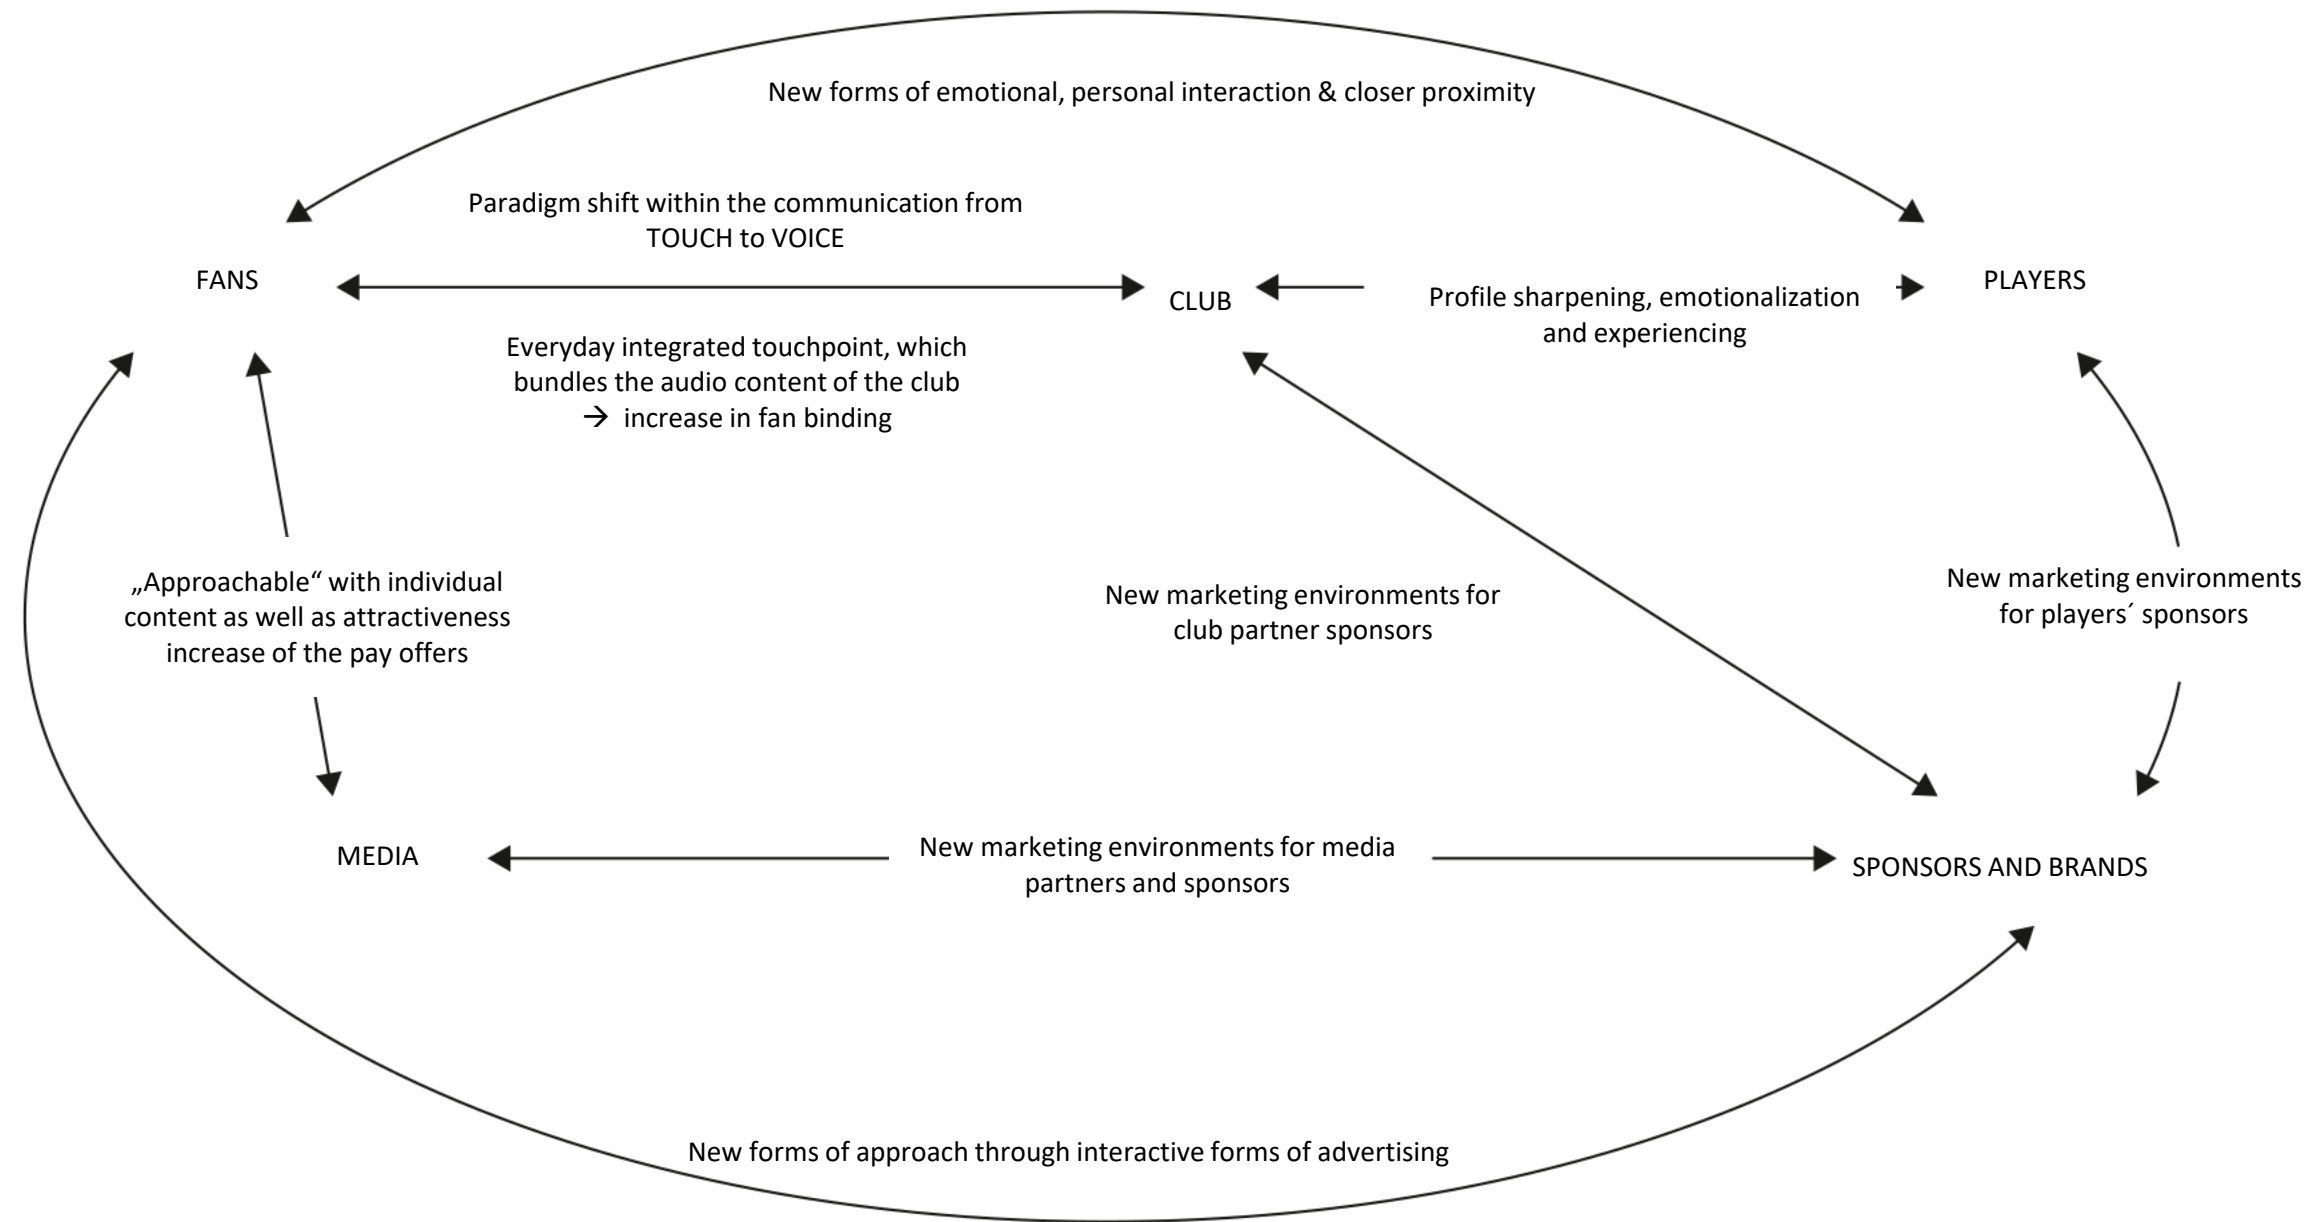 New forms of emotional, personal interaction & closer proximity
Paradigm shift within the communication from
TOUCH to VOICE
FANS
CLUB
Profile sharpening, emotionalization
and experiencing
PLAYERS
Everyday integrated touchpoint, which
bundles the audio content of the club
→ increase in fan binding
„Approachable“ with individual
content as well as attractiveness
increase of the pay offers
New marketing environments for
club partner sponsors
New marketing environments
for players´ sponsors
MEDIA
New marketing environments for media
partners and sponsors
SPONSORS AND BRANDS
New forms of approach through interactive forms of advertising